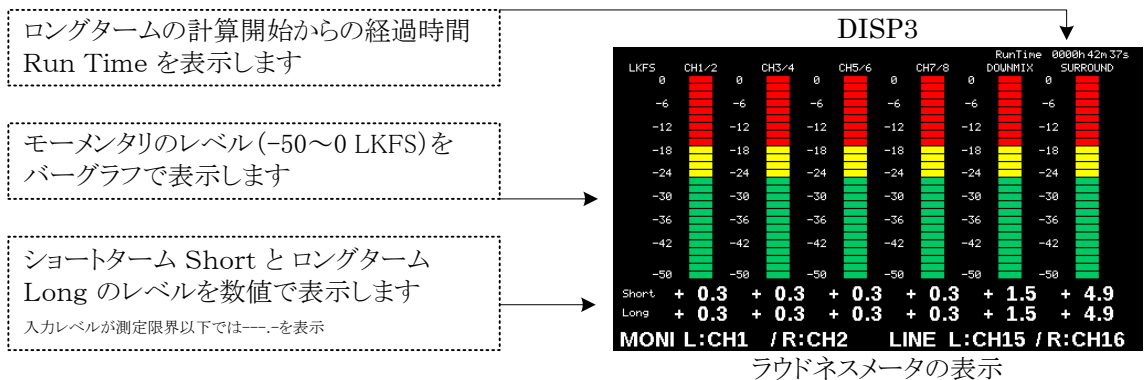 ロングタームの計算開始からの経過時間
Run Time を表示します
モーメンタリのレベル(-50～0 LKFS)を
バーグラフで表示します
ショートターム Short と ロングターム
Long のレベルを数値で表示します
入力レベルが測定限界以下では---.-を表示
DISP3
RunTime 0000h42m37s
LKFS CH1/2 CH3/4 CH5/6 CH7/8 DOWNMIX SURROUND
0 0 0 0 0 0
-6 -6 -6 -6 -6 -6
-12 -12 -12 -12 -12 -12
-18 -18 -18 -18 -18 -18
-24 -24 -24 -24 -24 -24
-30 -30 -30 -30 -30 -30
-36 -36 -36 -36 -36 -36
-42 -42 -42 -42 -42 -42
-50 -50 -50 -50 -50 -50
Short + 0.3 + 0.3 + 0.3 + 0.3 + 1.5 + 4.9
Long + 0.3 + 0.3 + 0.3 + 0.3 + 1.5 + 4.9
MONI L:CH1 / R:CH2 LINE L:CH15 / R:CH16
ラウドネスメータの表示